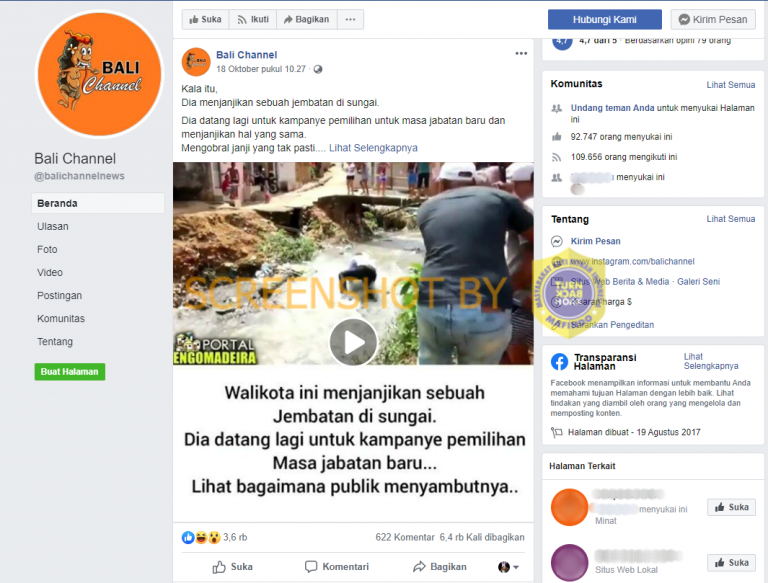 BALI
Channel
Bali Channel
@balichannelnews
Beranda
Ulasan
Foto
Video
Postingan
Komunitas
Tentang
Buat Halaman
Suka
Ikuti
Bagikan
Hubungi Kami
Kirim Pesan
Bali Channel
18 Oktober pukul 10.27 ·
Kala itu,
Dia menjanjikan sebuah jembatan di sungai.
Dia datang lagi untuk kampanye pemilihan untuk masa jabatan baru dan
menjanjikan hal yang sama.
Mengobral janji yang tak pasti.... Lihat Selengkapnya
SCREENSHOT BY
PORTAL
ENGOMADEIRA
Walikota ini menjanjikan sebuah
Jembatan di sungai.
Dia datang lagi untuk kampanye pemilihan
Masa jabatan baru...
Lihat bagaimana publik menyambutnya..
3,6 rb
622 Komentar 6,4 rb Kali dibagikan
Suka
Komentari
Bagikan
4,7 dari 5 · Berdasarkan opini 79 orang
Komunitas
Lihat Semua
Undang teman Anda untuk menyukai Halaman
ini
92.747 orang menyukai ini
109.656 orang mengikuti ini
menyukai ini
Tentang
Lihat Semua
Kirim Pesan
www.instagram.com/balichannel
Situs Web Berita & Media · Galeri Seni
harga $
Sarankan Pengeditan
MASYARAKAT ANTI FITNAH INDONESIA
TURN
BACK
HOAX
MAFINDO
Transparansi
Halaman
Lihat
Selengkapnya
Facebook menampilkan informasi untuk membantu Anda
memahami tujuan Halaman dengan lebih baik. Lihat
tindakan yang diambil oleh orang yang mengelola dan
memposting konten.
Halaman dibuat - 19 Agustus 2017
Halaman Terkait
menyukai ini
Minat
Suka
Situs Web Lokal
Suka